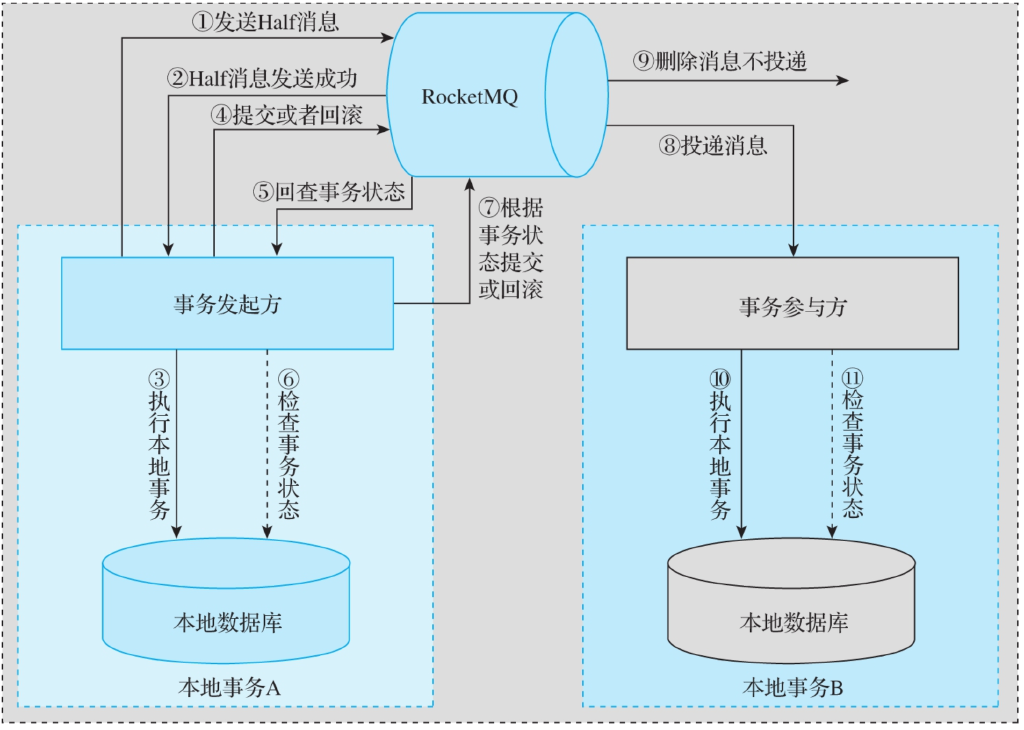 ①发送Half消息
②Half消息发送成功
④提交或者回滚
RocketMQ
⑨删除消息不投递
⑧投递消息
⑤回查事务状态
⑦根据
事务状
态提交
或回滚
事务发起方
事务参与方
③执行本地事务
⑥检查事务状态
⑩执行本地事务
⑪检查事务状态
本地数据库
本地数据库
本地事务A
本地事务B